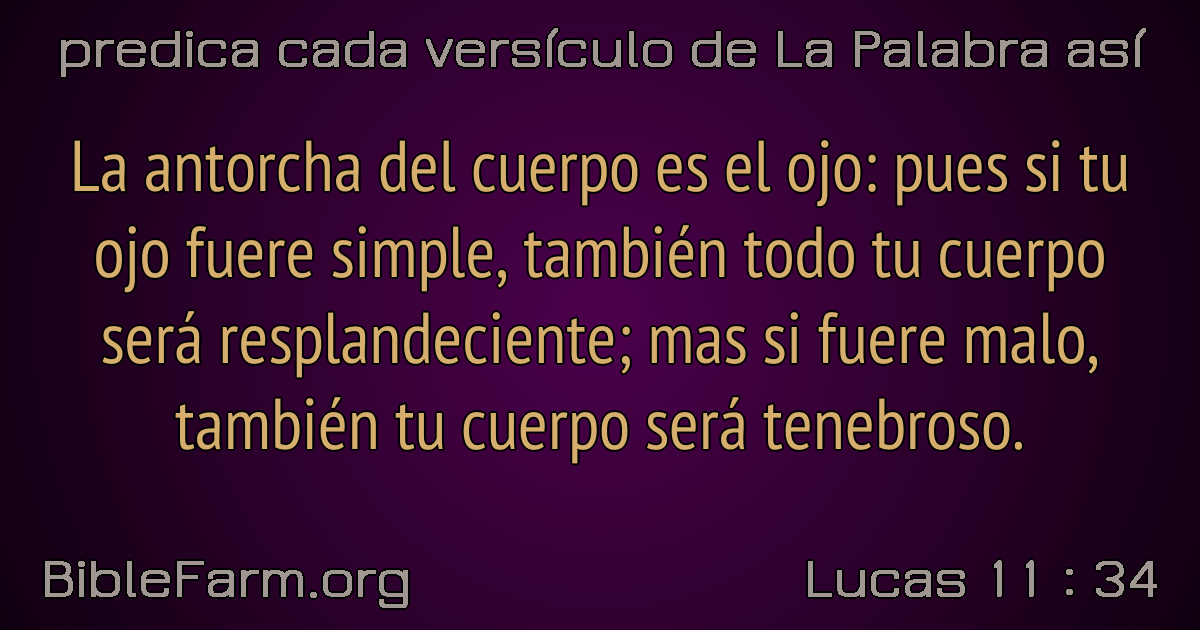 predica cada versículo de La Palabra así
La antorcha del cuerpo es el ojo: pues si tu
ojo fuere simple, también todo tu cuerpo
será resplandeciente; mas si fuere malo,
también tu cuerpo será tenebroso.
BibleFarm.org
Lucas 11 : 34